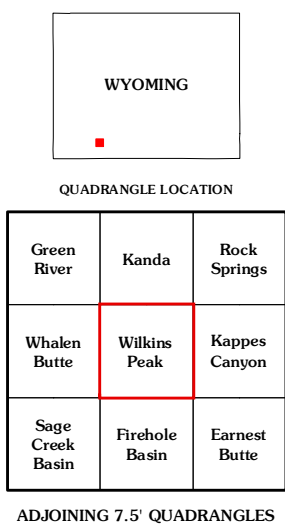 WYOMING
QUADRANGLE LOCATION
Green
River
Kanda
Rock
Springs
Whalen
Butte
Wilkins
Peak
Kappes
Canyon
Sage
Creek
Basin
Firehole
Basin
Earnest
Butte
ADJOINING 7.5' QUADRANGLES